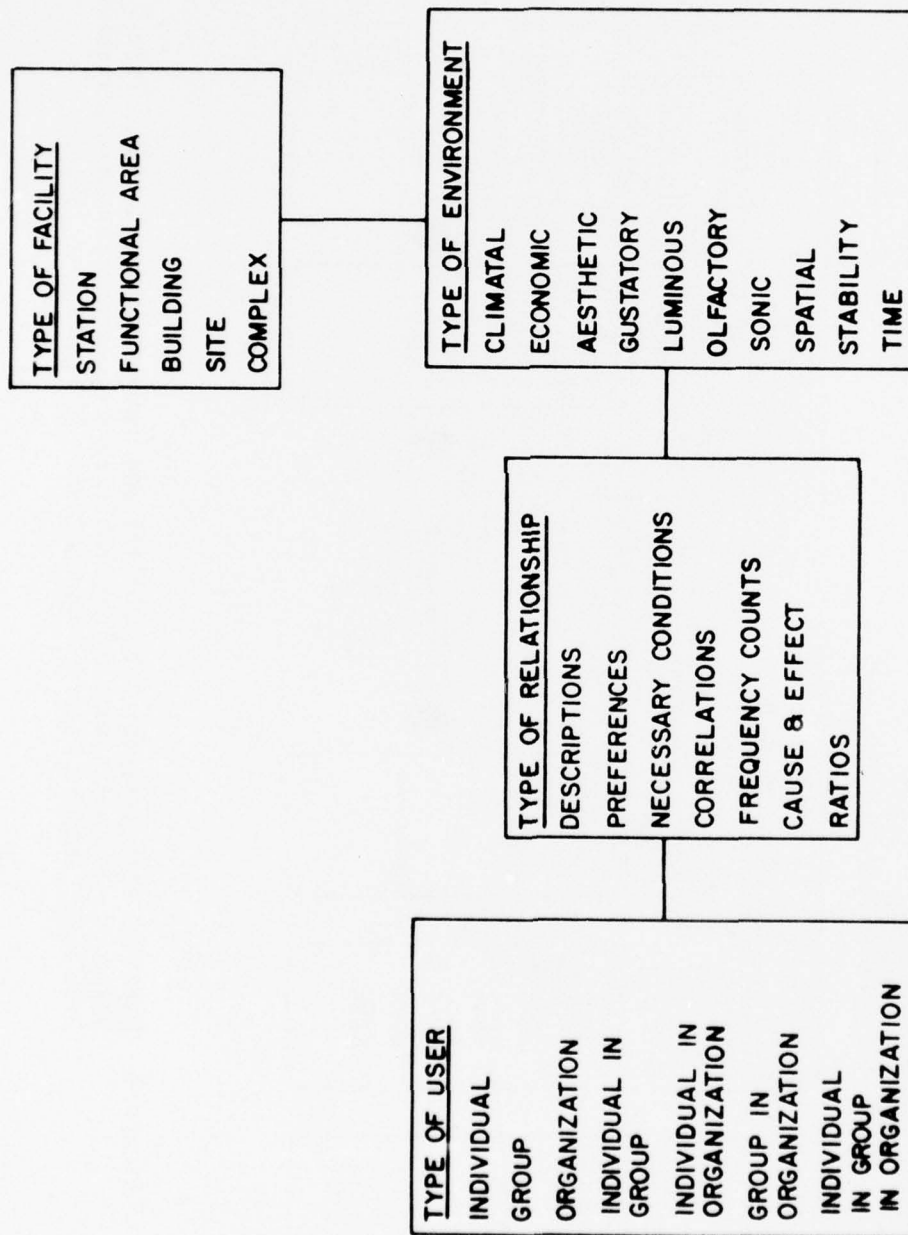 TYPE OF FACILITY
STATION
FUNCTIONAL AREA
BUILDING
SITE
COMPLEX
TYPE OF USER
INDIVIDUAL
GROUP
ORGANIZATION
INDIVIDUAL IN
GROUP
INDIVIDUAL IN
ORGANIZATION
GROUP IN
ORGANIZATION
INDIVIDUAL
IN GROUP
IN ORGANIZATION
TYPE OF RELATIONSHIP
DESCRIPTIONS
PREFERENCES
NECESSARY CONDITIONS
CORRELATIONS
FREQUENCY COUNTS
CAUSE & EFFECT
RATIOS
TYPE OF ENVIRONMENT
CLIMATAL
ECONOMIC
AESTHETIC
GUSTATORY
LUMINOUS
OLFACTORY
SONIC
SPATIAL
STABILITY
TIME